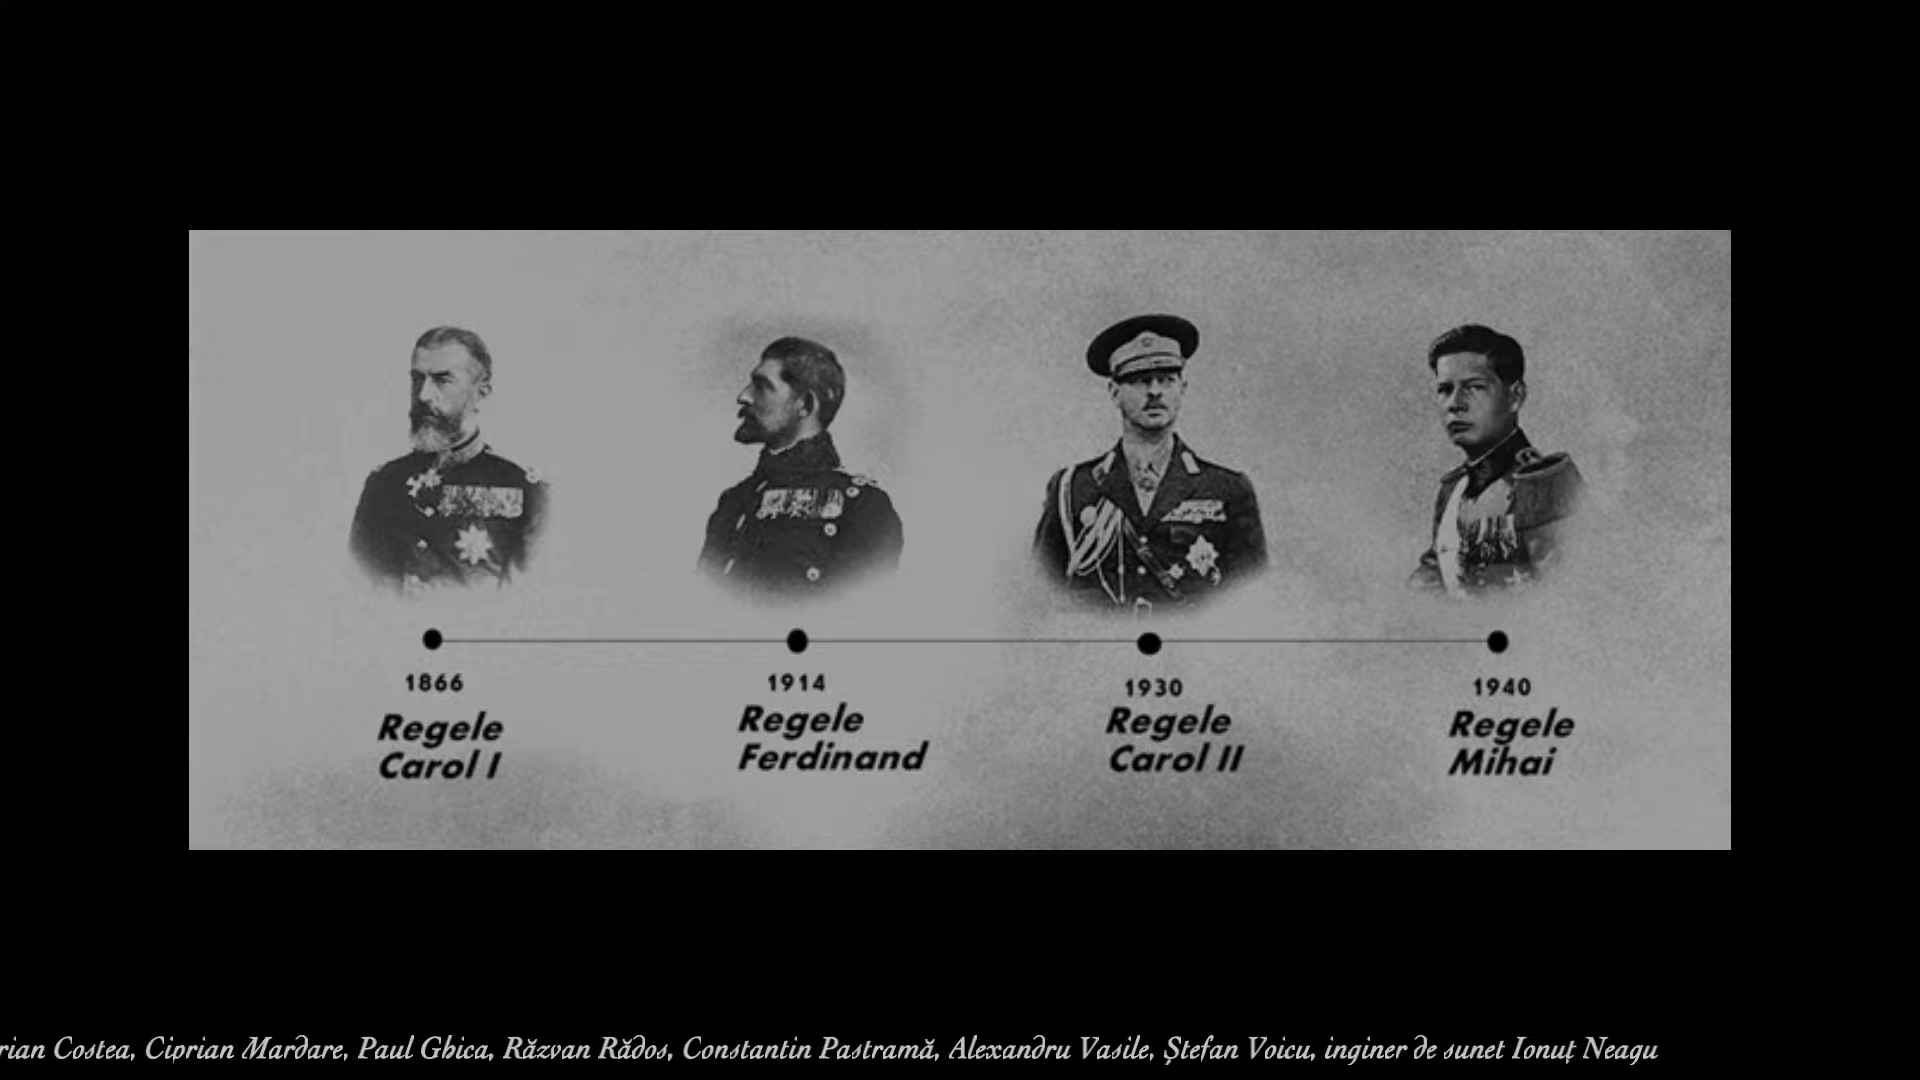 1866
Regele
Carol I
1914
Regele
Ferdinand
1930
Regele
Carol II
1940
Regele
Mihai
Costea, Ciprian Mardare, Paul Ghica, Răzvan Rădos, Constantin Pastramă, Alexandru Vasile, Ștefan Voicu, inginer de sunet Ionuț Neagu